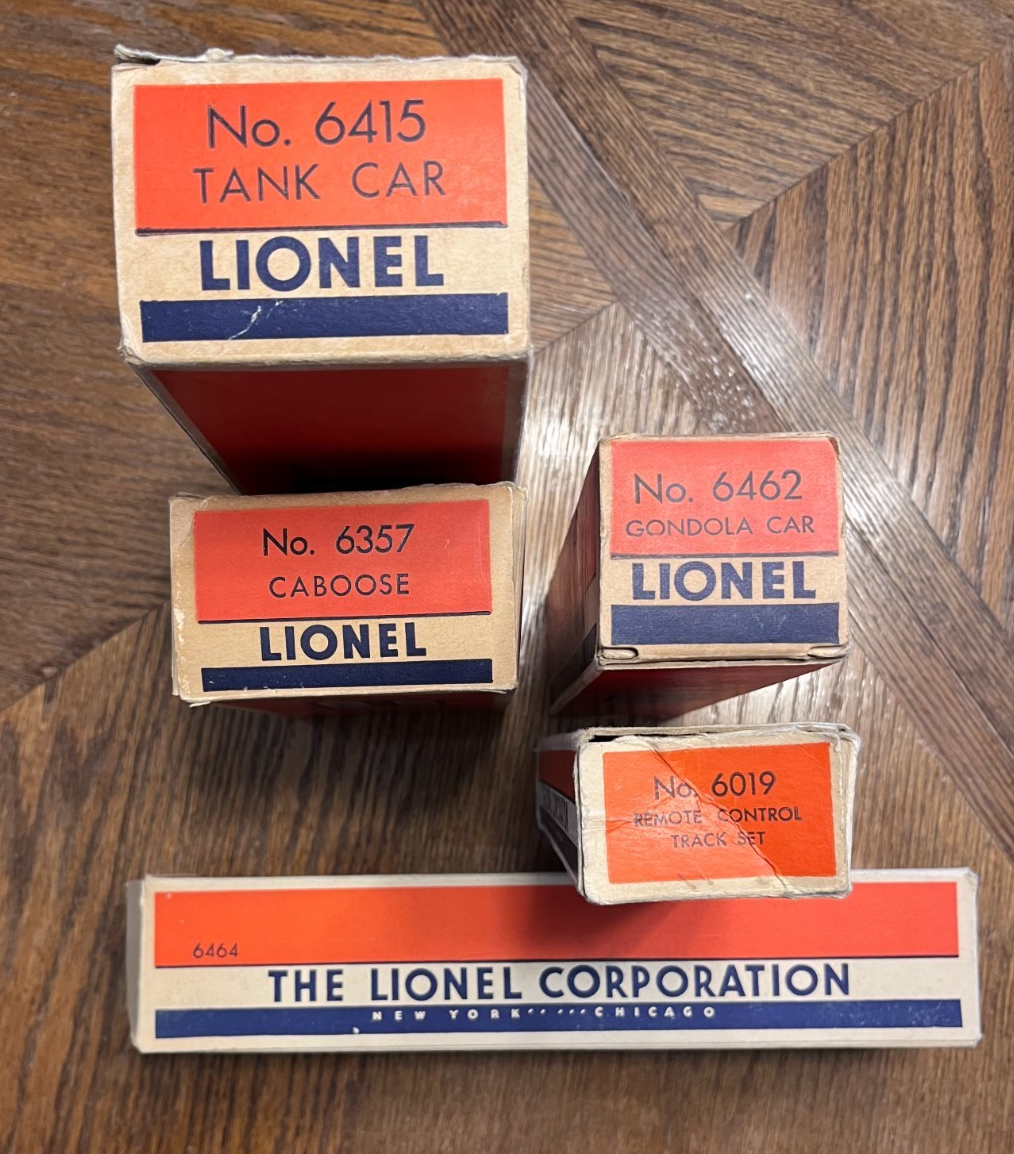 No. 6415
TANK CAR
LIONEL
No. 6357
CABOOSE
LIONEL
No. 6462
GONDOLA CAR
LIONEL
No. 6019
REMOTE CONTROL
TRACK SET
6464
THE LIONEL CORPORATION
NEW YORK·····CHICAGO